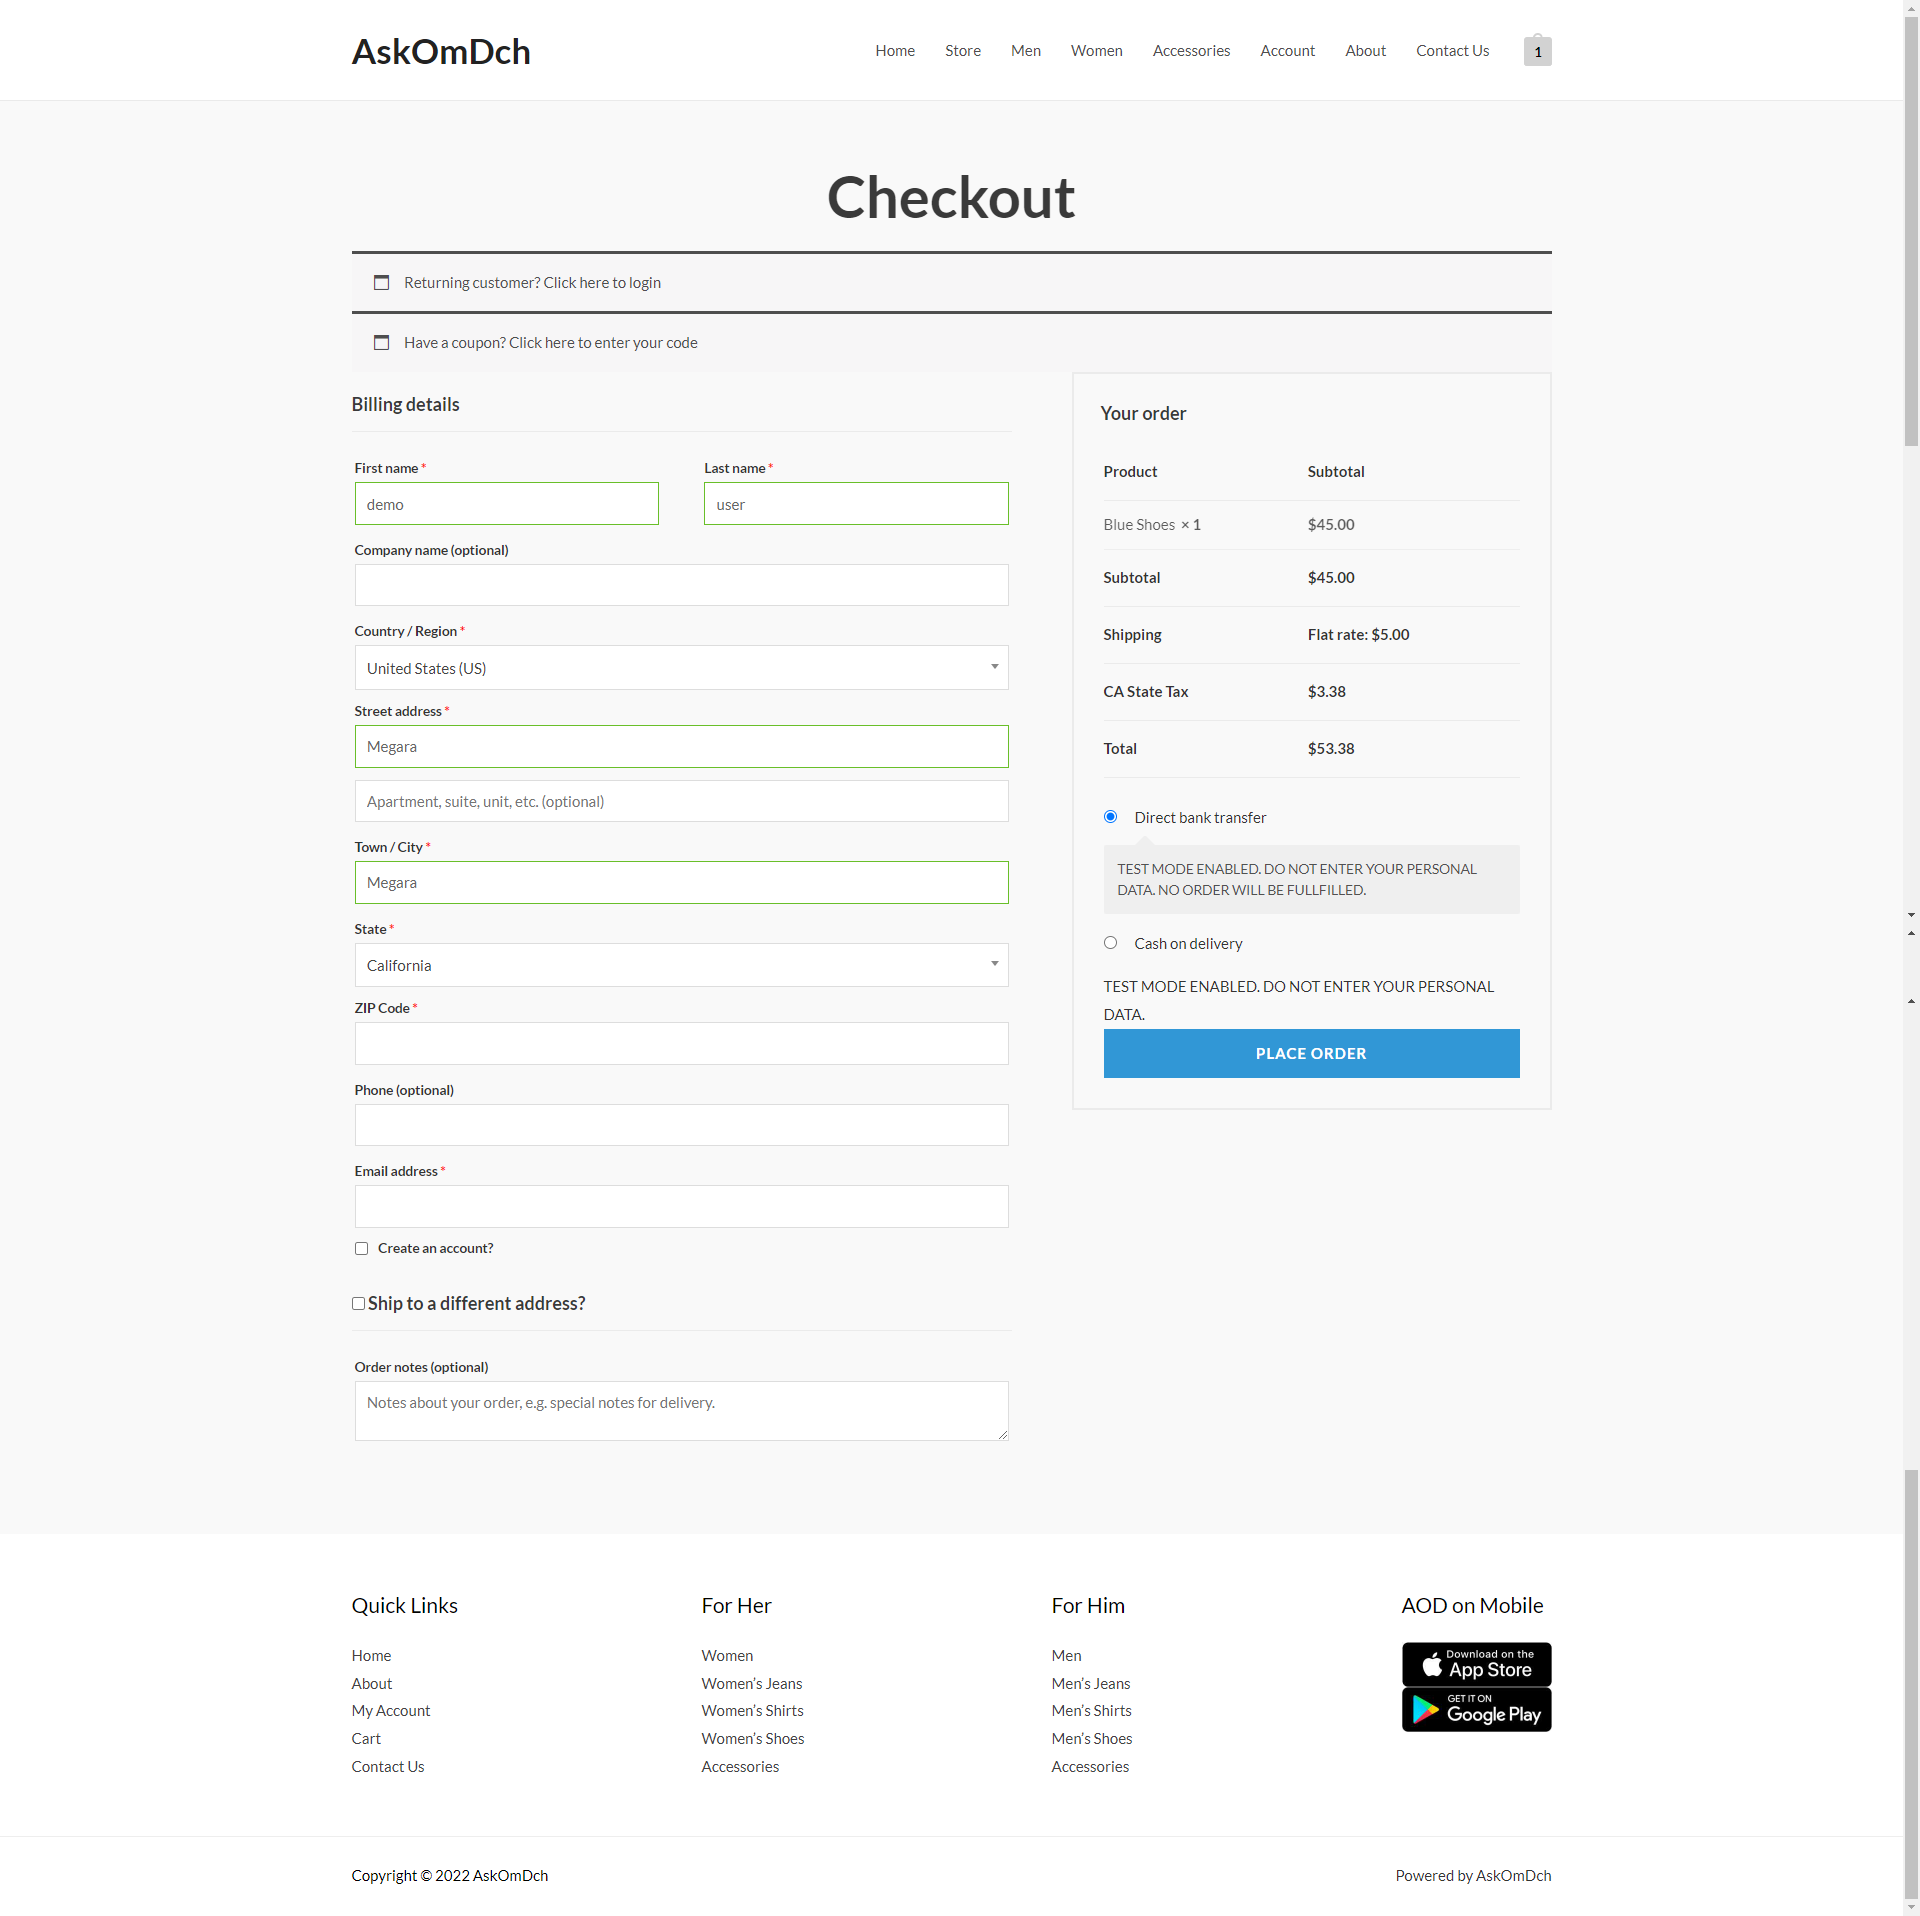 AskOmDch
Home Store Men Women Accessories Account About Contact Us 1
Checkout
Returning customer? Click here to login
Have a coupon? Click here to enter your code
Billing details
First name *
Last name *
demo
user
Company name (optional)
Country / Region *
United States (US)
Street address *
Megara
Apartment, suite, unit, etc. (optional)
Town / City *
Megara
State *
California
ZIP Code *
Phone (optional)
Email address *
Create an account?
Ship to a different address?
Order notes (optional)
Notes about your order, e.g. special notes for delivery.
Your order
Product Subtotal
Blue Shoes × 1 $45.00
Subtotal $45.00
Shipping Flat rate: $5.00
CA State Tax $3.38
Total $53.38
Direct bank transfer
TEST MODE ENABLED. DO NOT ENTER YOUR PERSONAL
DATA. NO ORDER WILL BE FULLFILLED.
Cash on delivery
TEST MODE ENABLED. DO NOT ENTER YOUR PERSONAL
DATA.
PLACE ORDER
Quick Links
Home
About
My Account
Cart
Contact Us
For Her
Women
Women’s Jeans
Women’s Shirts
Women’s Shoes
Accessories
For Him
Men
Men’s Jeans
Men’s Shirts
Men’s Shoes
Accessories
AOD on Mobile
Download on the
App Store
GET IT ON
Google Play
Copyright © 2022 AskOmDch
Powered by AskOmDch